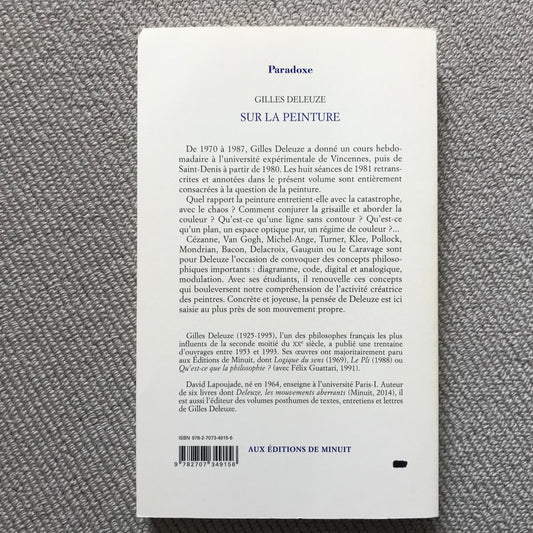 Paradoxe
GILLES DELEUZE
SUR LA PEINTURE
De 1970 à 1987, Gilles Deleuze a donné un cours hebdo-
madaire à l'université expérimentale de Vincennes, puis de
Saint-Denis à partir de 1980. Les huit séances de 1981 retrans-
crites et annotées dans le présent volume sont entièrement
consacrées à la question de la peinture.
Quel rapport la peinture entretient-elle avec la catastrophe,
avec le chaos ? Comment conjurer la grisaille et aborder la
couleur ? Qu'est-ce qu'une ligne sans contour ? Qu'est-ce
qu'un plan, un espace optique pur, un régime de couleur ?...
Cézanne, Van Gogh, Michel-Ange, Turner, Klee, Pollock,
Mondrian, Bacon, Delacroix, Gauguin ou le Caravage sont
pour Deleuze l'occasion de convoquer des concepts philoso-
phiques importants : diagramme, code, digital et analogique,
modulation. Avec ses étudiants, il renouvelle ces concepts
qui bouleversent notre compréhension de l'activité créatrice
des peintres. Concrète et joyeuse, la pensée de Deleuze est ici
saisie au plus près de son mouvement propre.
Gilles Deleuze (1925-1995), l'un des philosophes français les plus
influents de la seconde moitié du XXe siècle, a publié une trentaine
d'ouvrages entre 1953 et 1993. Ses œuvres ont majoritairement paru
aux Éditions de Minuit, dont Logique du sens (1969), Le Pli (1988) ou
Qu'est-ce que la philosophie ? (avec Félix Guattari, 1991).
David Lapoujade, né en 1964, enseigne à l'université Paris-I. Auteur
de six livres dont Deleuze, les mouvements aberrants (Minuit, 2014), il
est aussi l'éditeur des volumes posthumes de textes, entretiens et lettres
de Gilles Deleuze.
ISBN 978-2-7073-4915-6
9 782707 349156
AUX ÉDITIONS DE MINUIT